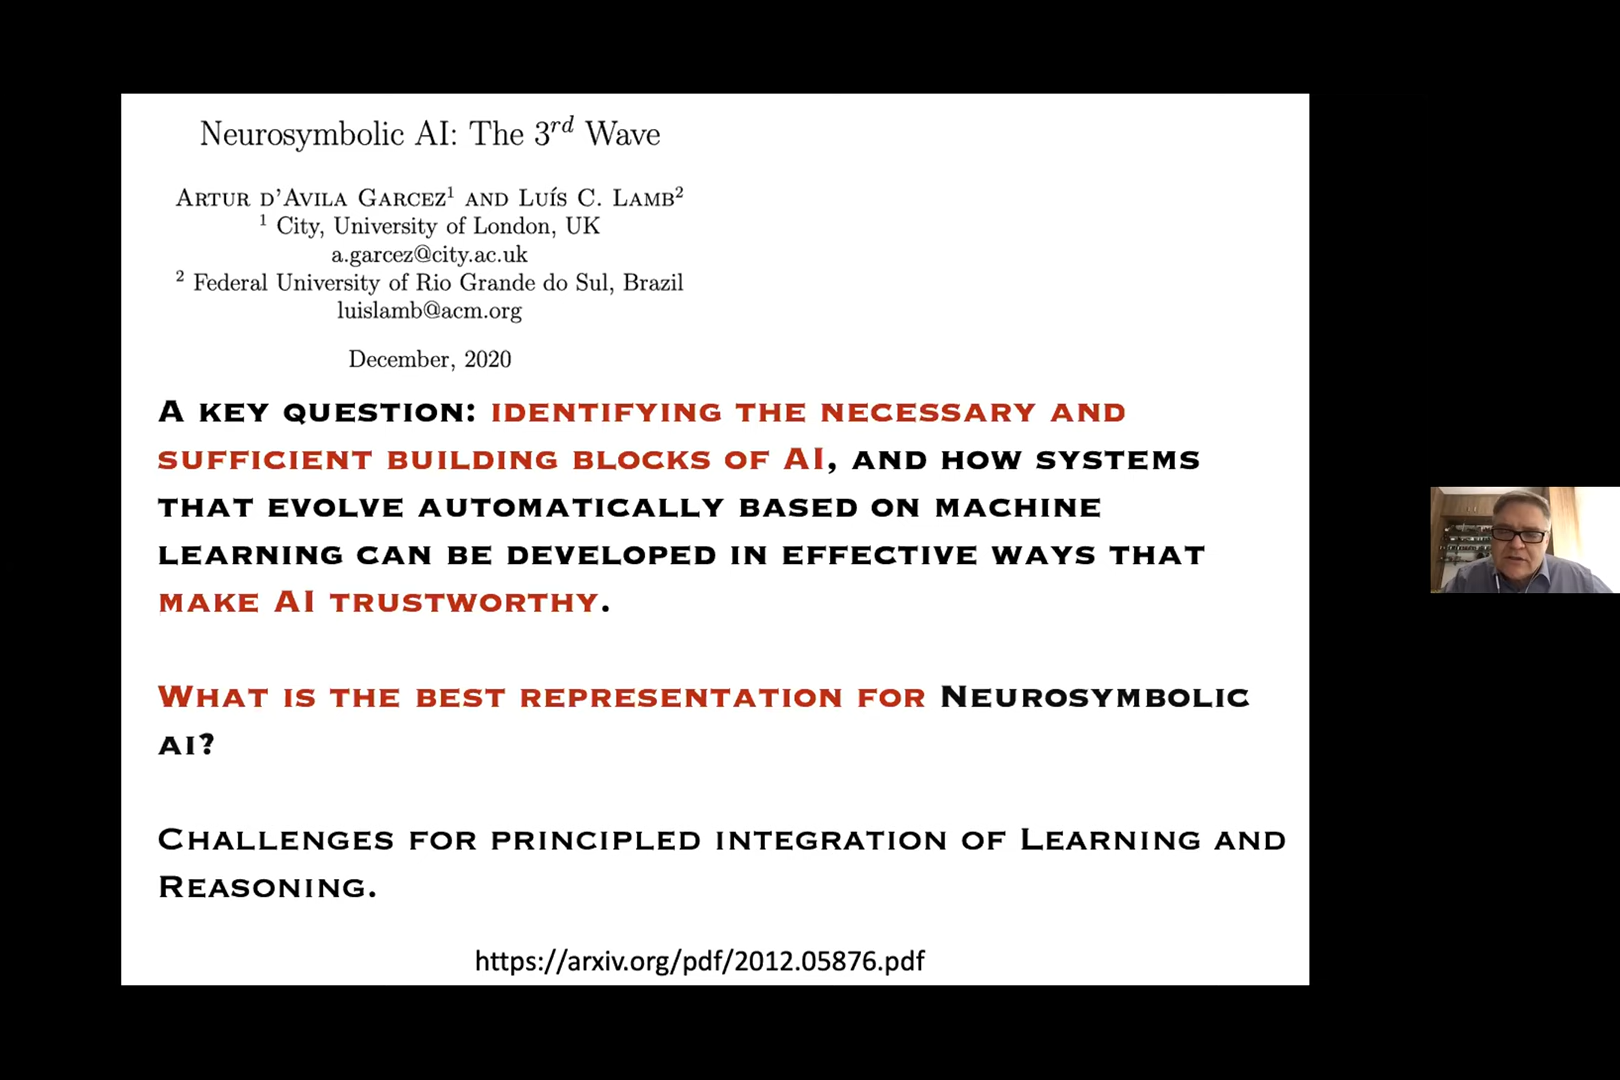 Neurosymbolic AI: The 3rd Wave
Artur d'Avila Garcez1 and Luís C. Lamb2
1 City, University of London, UK
a.garcez@city.ac.uk
2 Federal University of Rio Grande do Sul, Brazil
luislamb@acm.org
December, 2020
A key question: identifying the necessary and
sufficient building blocks of AI, and how systems
that evolve automatically based on machine
learning can be developed in effective ways that
make AI trustworthy.
What is the best representation for Neurosymbolic
AI?
Challenges for principled integration of Learning and
Reasoning.
https://arxiv.org/pdf/2012.05876.pdf